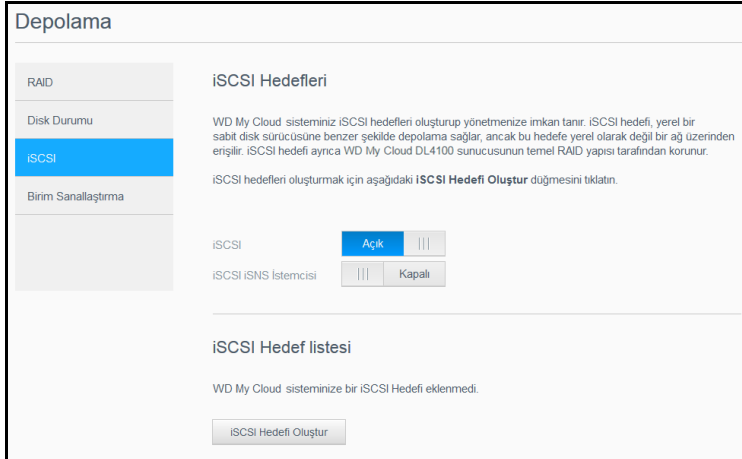 Depolama
RAID
Disk Durumu
iSCSI
Birim Sanallaştırma
iSCSI Hedefleri
WD My Cloud sisteminiz iSCSI hedefleri oluşturup yönetmenize imkan tanır. iSCSI hedefi, yerel bir
sabit disk sürücüsüne benzer şekilde depolama sağlar, ancak bu hedefe yerel olarak değil bir ağ üzerinden
erişilir. iSCSI hedefi ayrıca WD My Cloud DL4100 sunucusunun temel RAID yapısı tarafından korunur.
iSCSI hedefleri oluşturmak için aşağıdaki iSCSI Hedefi Oluştur düğmesini tıklatın.
iSCSI Açık
iSCSI iSNS İstemcisi Kapalı
iSCSI Hedef listesi
WD My Cloud sisteminize bir iSCSI Hedefi eklenmedi.
iSCSI Hedefi Oluştur